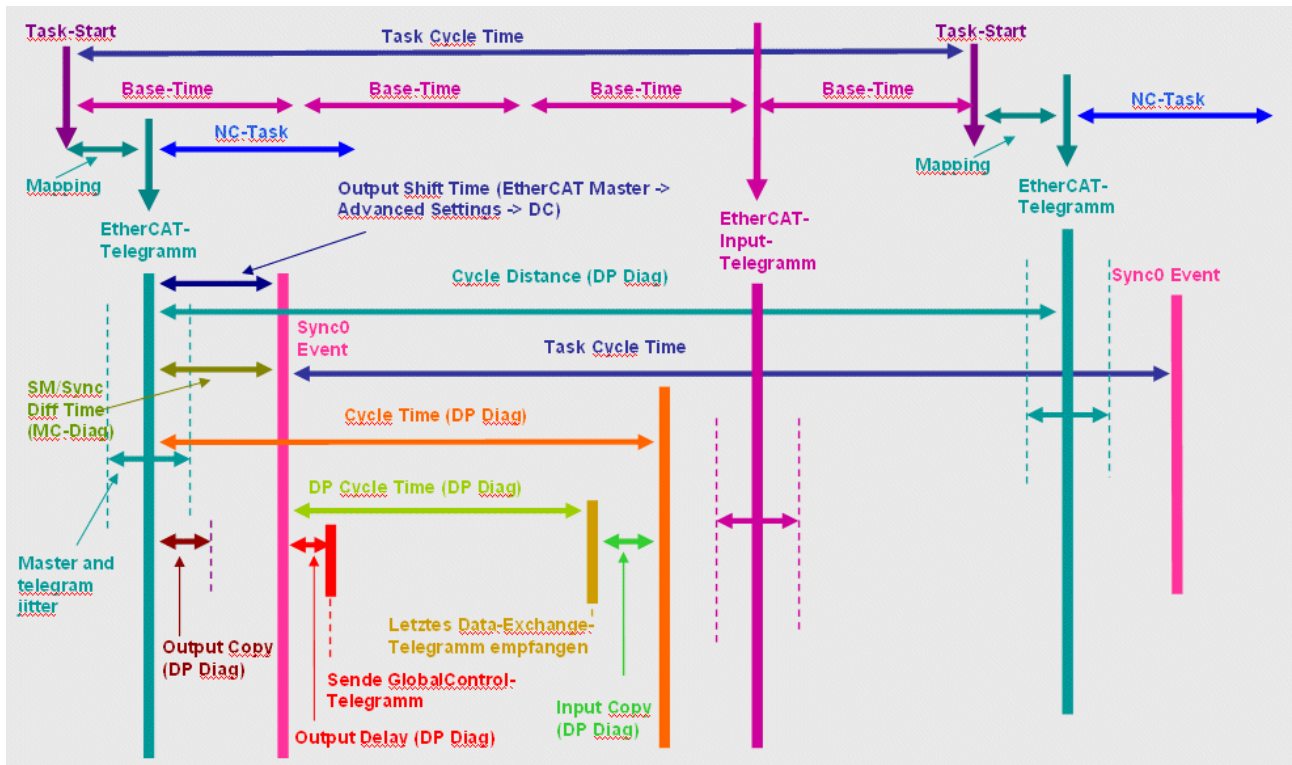 Task-Start
Task Cycle Time
Task-Start
Base-Time
Base-Time
Base-Time
Base-Time
NC-Task
NC-Task
Mapping
Mapping
Output Shift Time (EtherCAT Master ->
Advanced Settings -> DC)
EtherCAT-
Telegramm
EtherCAT-
Input-
Telegramm
EtherCAT-
Telegramm
Cycle Distance (DP Diag)
Sync0 Event
Sync0
Event
Task Cycle Time
SM/Sync
Diff Time
(MC-Diag)
Cycle Time (DP Diag)
DP Cycle Time (DP Diag)
Master and
telegram
jitter
Output Copy
(DP Diag)
Letztes Data-Exchange-
Telegramm empfangen
Sende GlobalControl-
Telegramm
Input Copy
(DP Diag)
Output Delay (DP Diag)